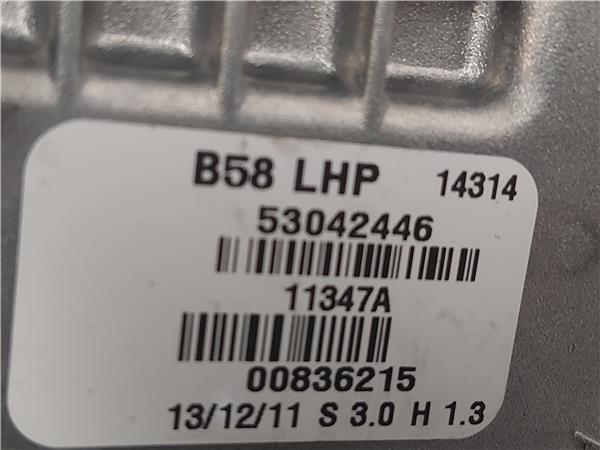 B58 LHP 14314
53042446
11347A
00836215
13/12/11 S 3.0 H 1.3